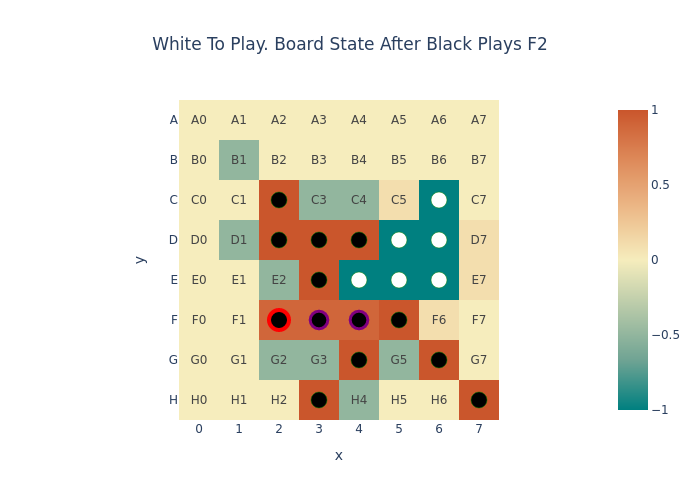 White To Play. Board State After Black Plays F2
A A0 A1 A2 A3 A4 A5 A6 A7
B B0 B1 B2 B3 B4 B5 B6 B7
C C0 C1 C3 C4 C5 C7
D D0 D1 D7
E E0 E1 E2 E7
F F0 F1 F6 F7
G G0 G1 G2 G3 G5 G7
H H0 H1 H2 H4 H5 H6
0 1 2 3 4 5 6 7
x
y
1
0.5
0
−0.5
−1